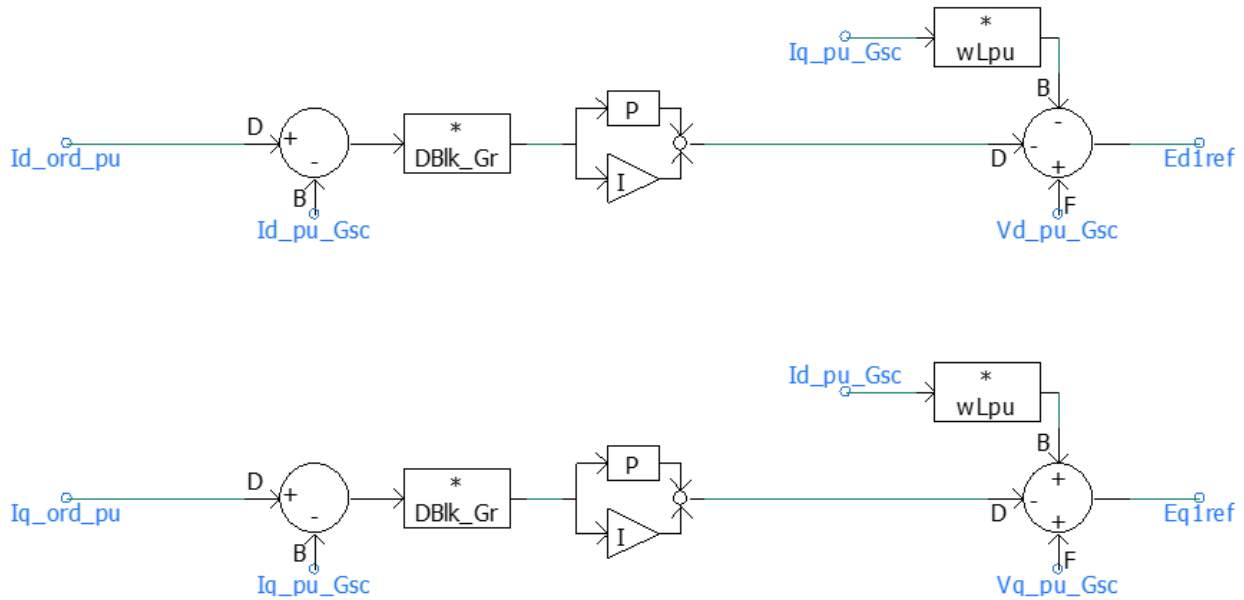 Iq_pu_Gsc
*
wLpu
B
-
D
+
-
*
DBlk_Gr
P
I
Id_ord_pu
D
-
+
Ed1ref
B
Id_pu_Gsc
F
Vd_pu_Gsc
Id_pu_Gsc
*
wLpu
B
+
D
+
-
*
DBlk_Gr
P
I
Iq_ord_pu
D
-
+
Eq1ref
B
Iq_pu_Gsc
F
Vq_pu_Gsc